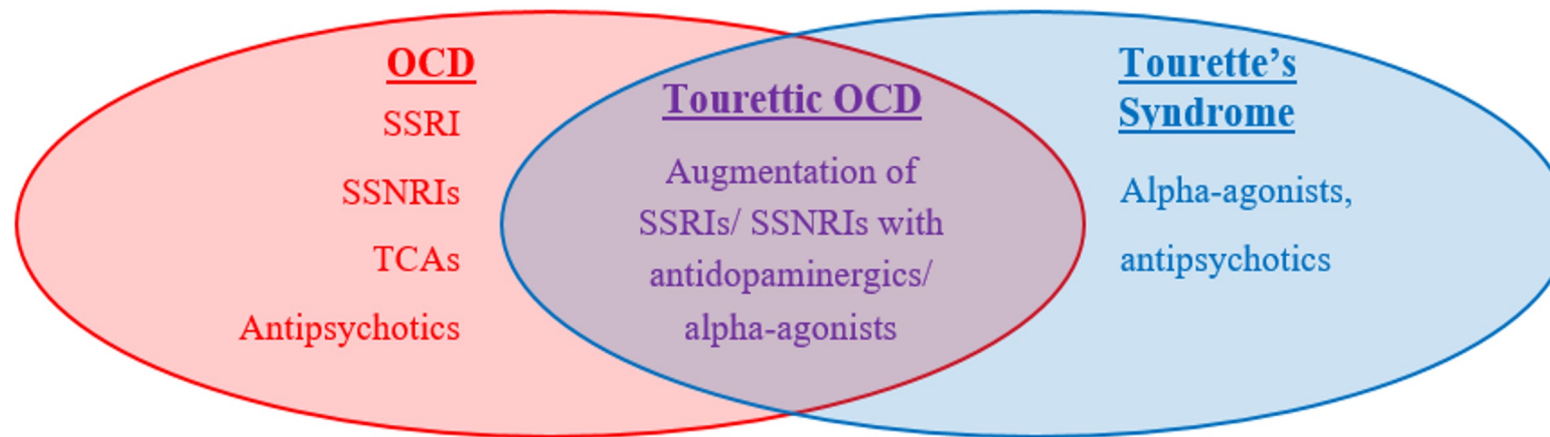 OCD
SSRI
SSNRIs
TCAs
Antipsychotics
Tourettic OCD
Augmentation of
SSRIs/ SSNRIs with
antidopaminergics/
alpha-agonists
Tourette’s
Syndrome
Alpha-agonists,
antipsychotics